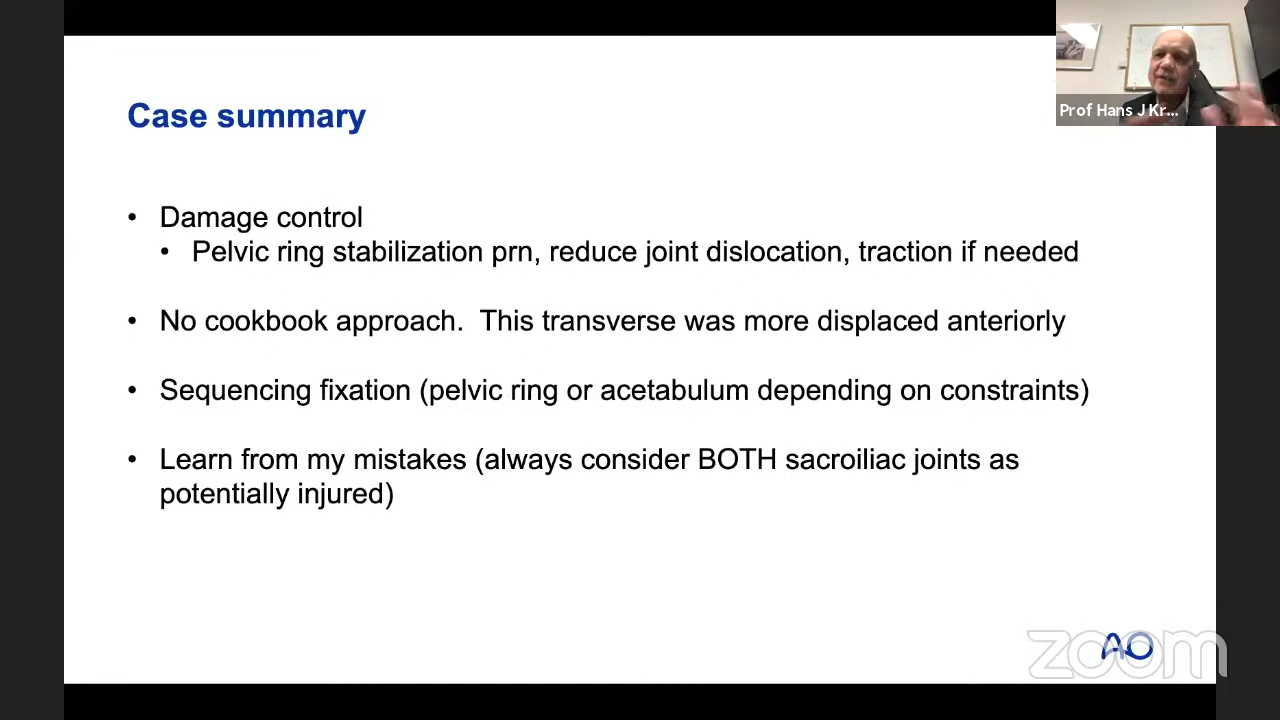 Prof Hans J Kr...
Case summary
• Damage control
• Pelvic ring stabilization prn, reduce joint dislocation, traction if needed
• No cookbook approach.  This transverse was more displaced anteriorly
• Sequencing fixation (pelvic ring or acetabulum depending on constraints)
• Learn from my mistakes (always consider BOTH sacroiliac joints as
potentially injured)
AO
zoom